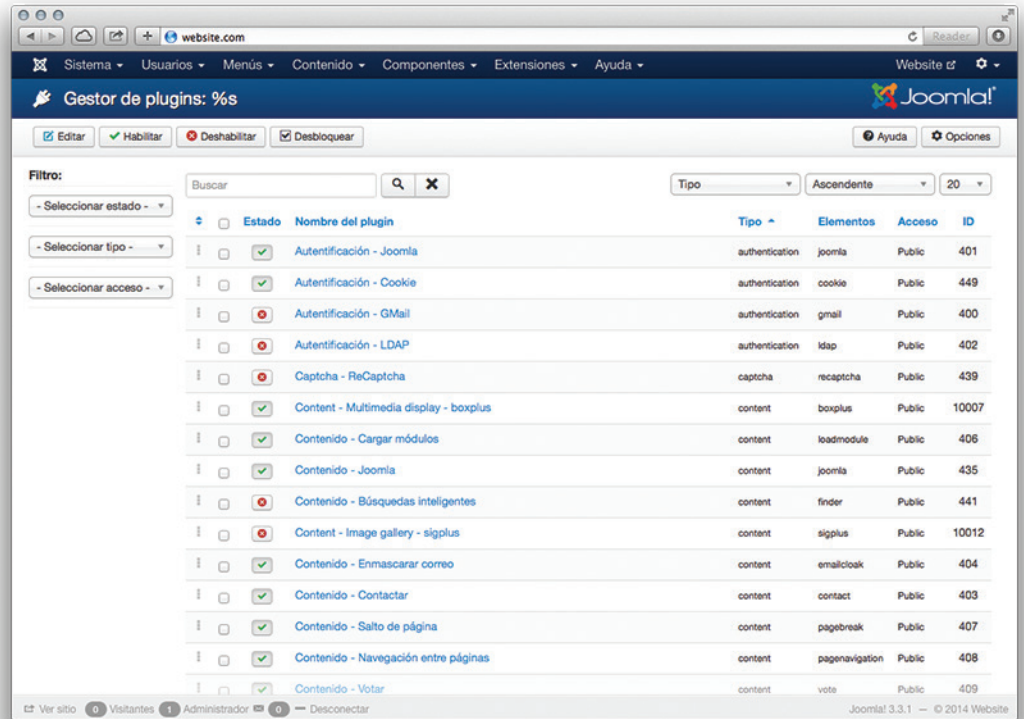 website.com
Reader
Sistema Usuarios Menús Contenido Componentes Extensiones Ayuda Website
Gestor de plugins: %s Joomla!
Editar Habilitar Deshabilitar Desbloquear Ayuda Opciones
Filtro:
Buscar Tipo Ascendente 20
- Seleccionar estado -
- Seleccionar tipo -
- Seleccionar acceso -
Estado Nombre del plugin Tipo Elementos Acceso ID
Autentificación - Joomla authentication joomla Public 401
Autentificación - Cookie authentication cookie Public 449
Autentificación - GMail authentication gmail Public 400
Autentificación - LDAP authentication ldap Public 402
Captcha - ReCaptcha captcha recaptcha Public 439
Content - Multimedia display - boxplus content boxplus Public 10007
Contenido - Cargar módulos content loadmodule Public 406
Contenido - Joomla content joomla Public 435
Contenido - Búsquedas inteligentes content finder Public 441
Content - Image gallery - sigplus content sigplus Public 10012
Contenido - Enmascarar correo content emailcloak Public 404
Contenido - Contactar content contact Public 403
Contenido - Salto de página content pagebreak Public 407
Contenido - Navegación entre páginas content pagenavigation Public 408
Contenido - Votar content vote Public 409
Ver sitio 0 Visitantes 1 Administrador 0 Desconectar Joomla! 3.3.1 — © 2014 Website